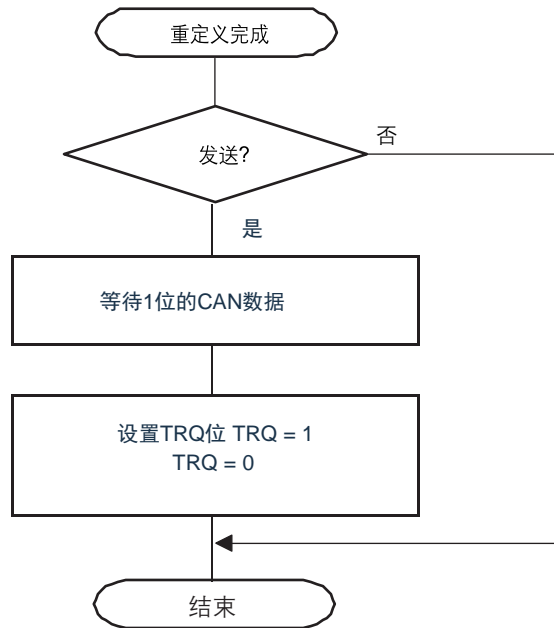 重定义完成
发送?
否
是
等待1位的CAN数据
设置TRQ位 TRQ = 1
TRQ = 0
结束